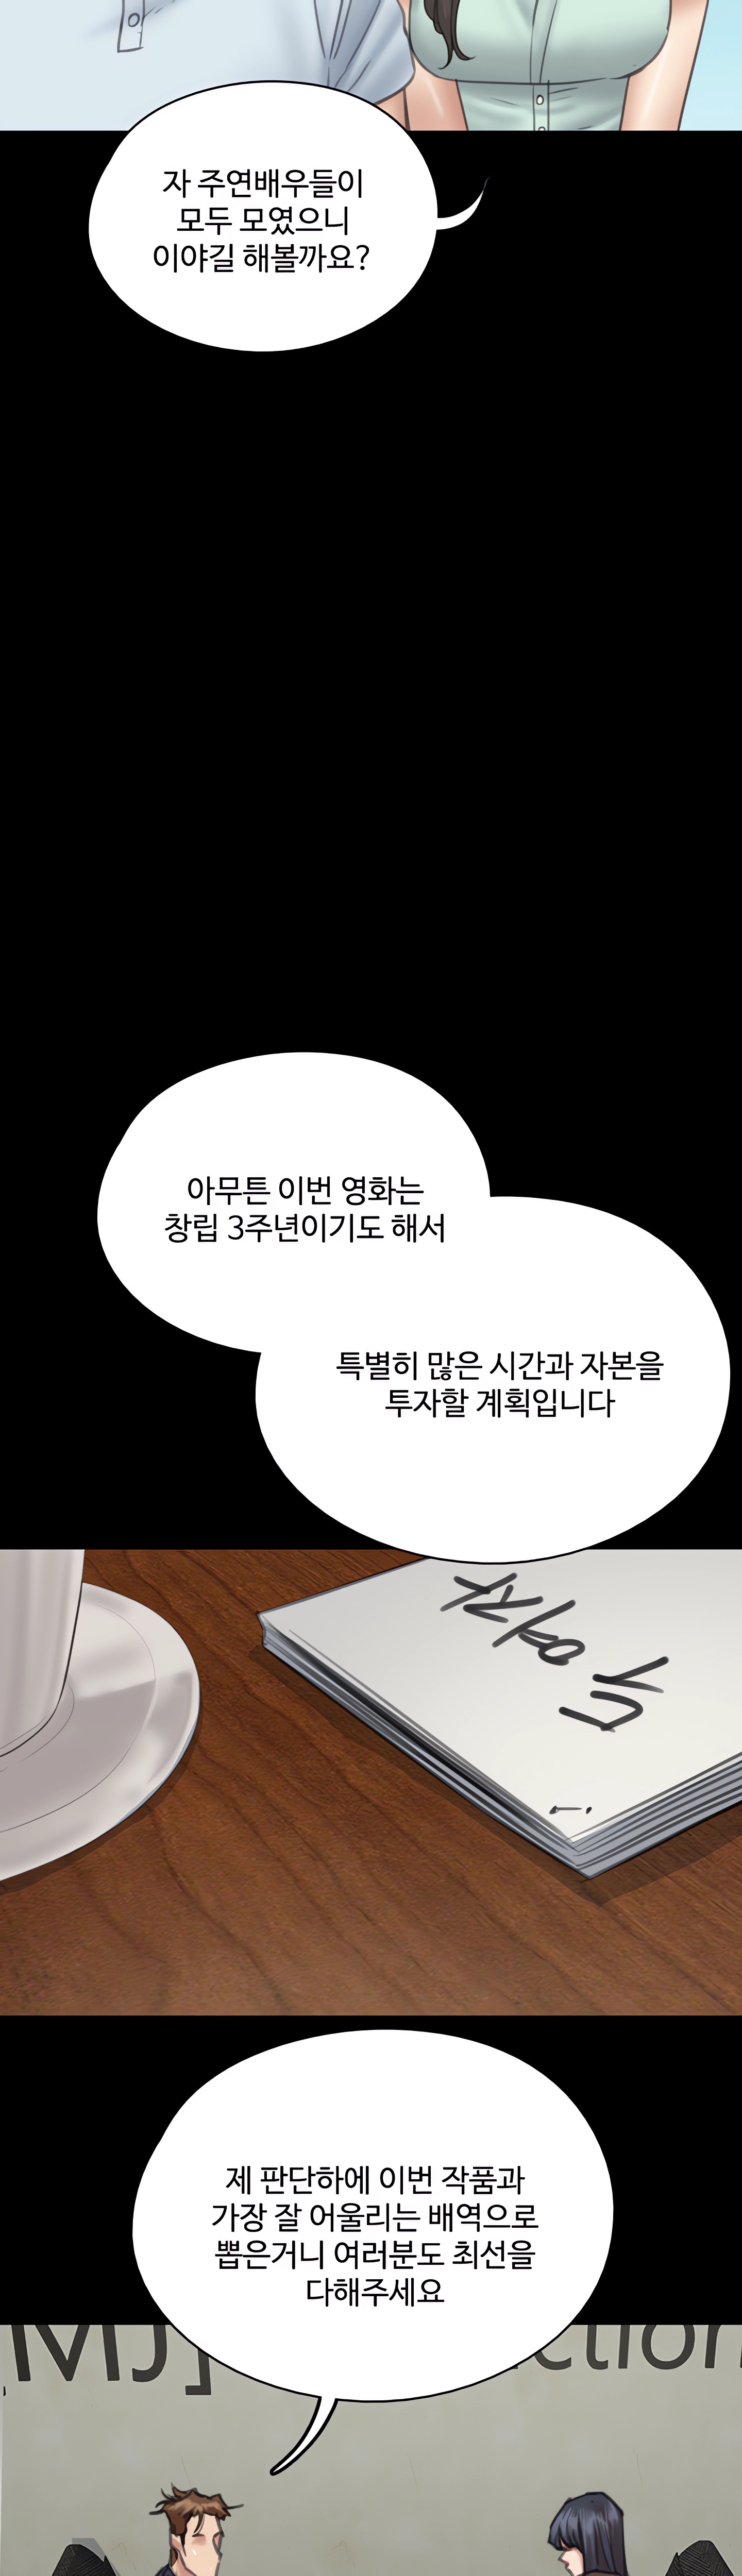 자 주연배우들이
모두 모였으니
이야길 해볼까요?
아무튼 이번 영화는
창립 3주년이기도 해서
특별히 많은 시간과 자본을
투자할 계획입니다
제 판단하에 이번 작품과
가장 잘 어울리는 배역으로
뽑은거니 여러분도 최선을
다해주세요
MJ]
ction